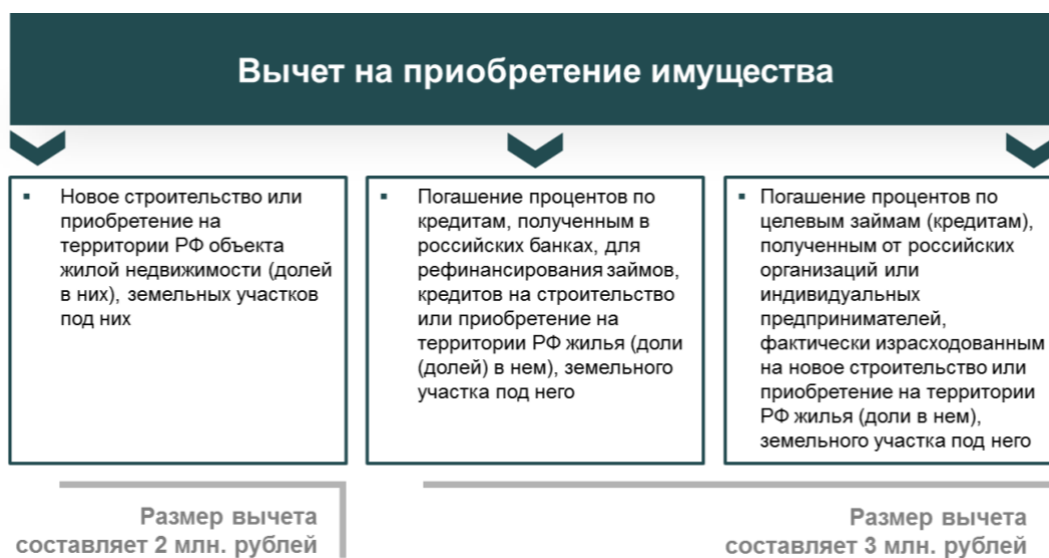 Вычет на приобретение имущества
Новое строительство или
приобретение на
территории РФ объекта
жилой недвижимости (долей
в них), земельных участков
под них
Погашение процентов по
кредитам, полученным в
российских банках, для
рефинансирования займов,
кредитов на строительство
или приобретение на
территории РФ жилья (доли
(долей) в нем), земельного
участка под него
Погашение процентов по
целевым займам (кредитам),
полученным от российских
организаций или
индивидуальных
предпринимателей,
фактически израсходованным
на новое строительство или
приобретение на территории
РФ жилья (доли в нем),
земельного участка под него
Размер вычета
составляет 2 млн. рублей
Размер вычета
составляет 3 млн. рублей